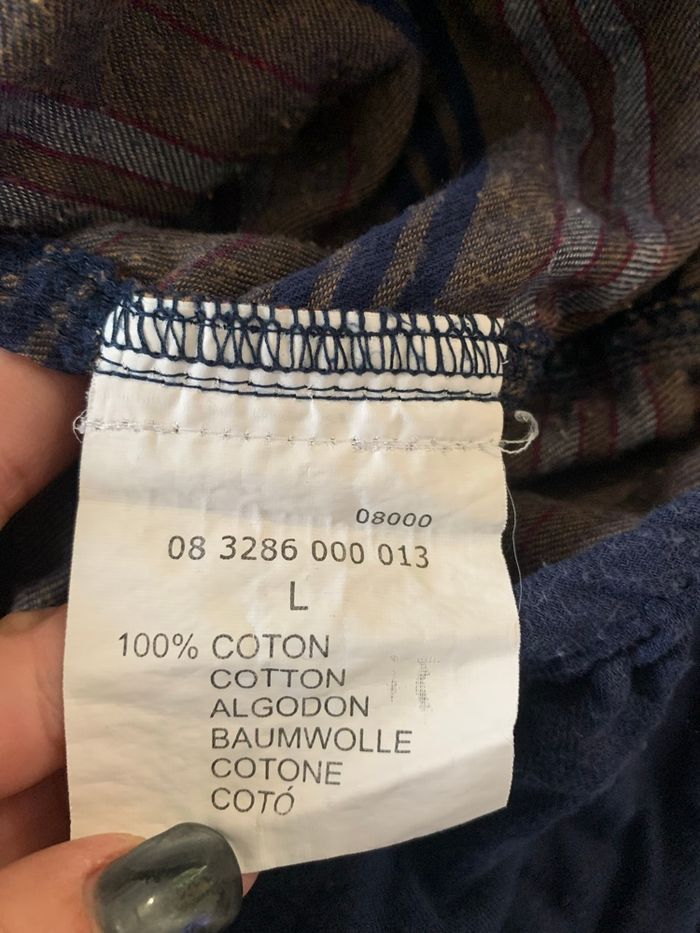 08000
08 3286 000 013
L
100% COTON
COTTON
ALGODON
BAUMWOLLE
COTONE
COTÓ